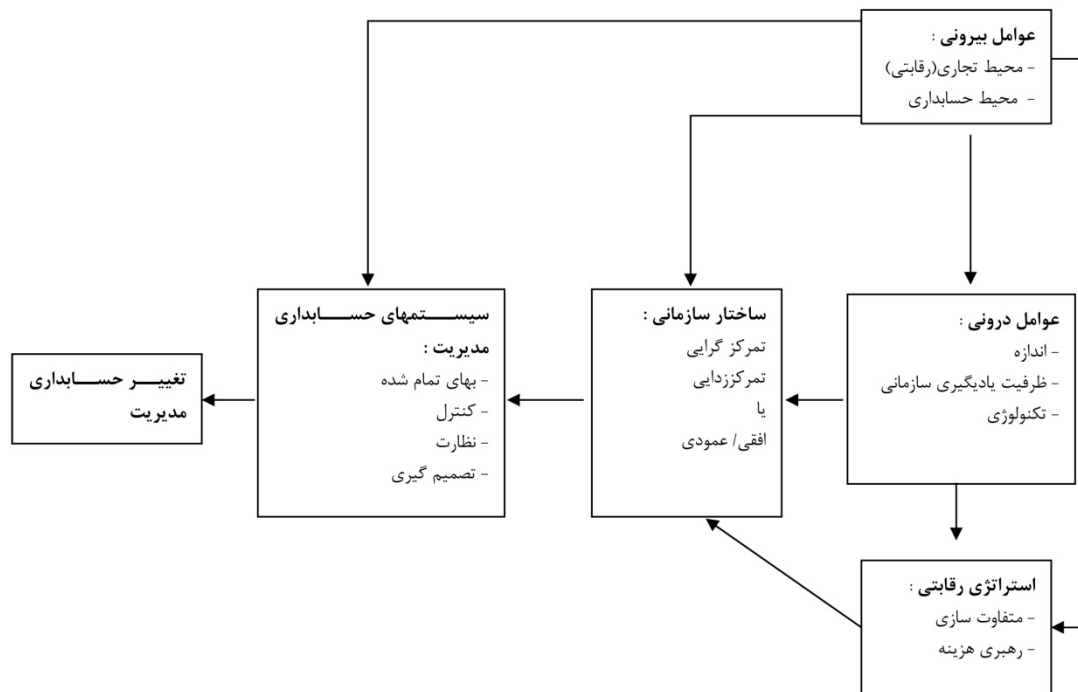 عوامل بیرونی :
- محیط تجاری(رقابتی)
- محیط حسابداری
عوامل درونی :
- اندازه
- ظرفیت یادیگیری سازمانی
- تکنولوژی
ساختار سازمانی :
تمرکز گرایی
تمرکززدایی
یا
افقی/ عمودی
سیستمهای حسابداری
مدیریت :
- بهای تمام شده
- کنترل
- نظارت
- تصمیم گیری
تغییر حسابداری
مدیریت
استراتژی رقابتی :
- متفاوت سازی
- رهبری هزینه